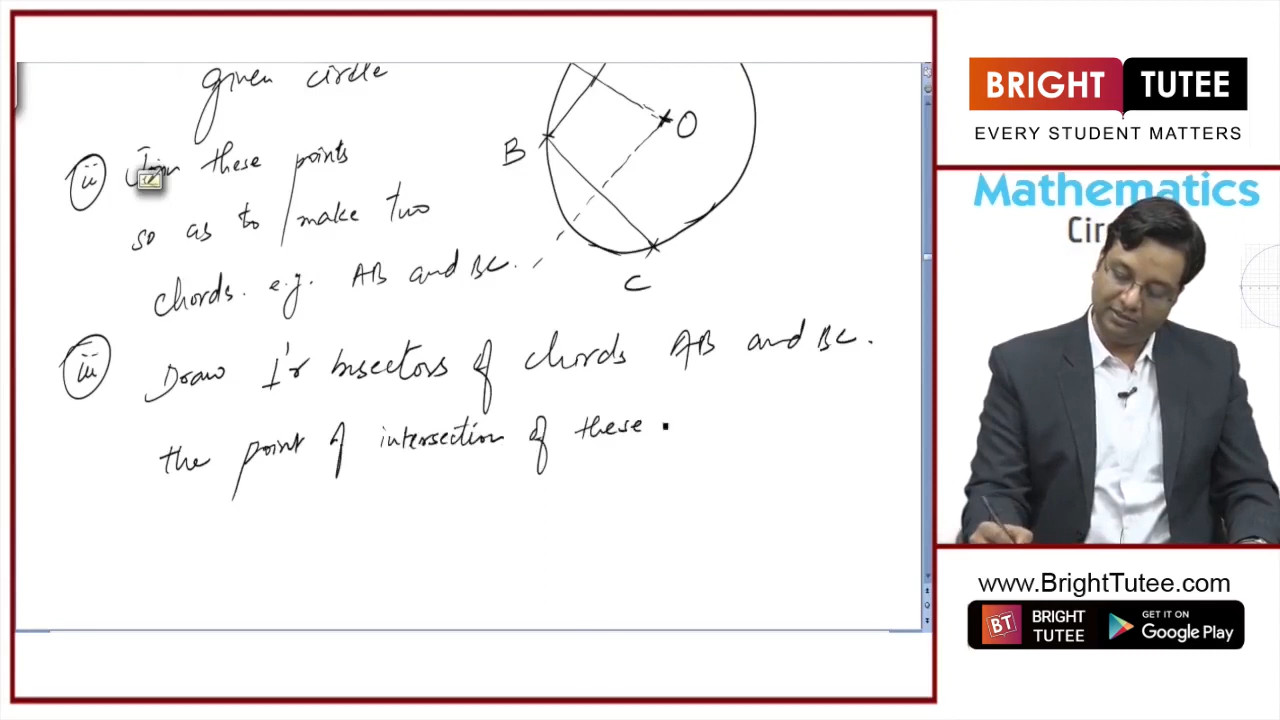 given circle
ii Join these points
so as to make two
chords. e.g. AB and BC.
iii Draw ⊥'r bisectors of chords AB and BC.
the point of intersection of these
B
O
C
BRIGHT TUTEE
EVERY STUDENT MATTERS
Mathematics
Cir
www.BrightTutee.com
BT BRIGHT TUTEE
GET IT ON
Google Play